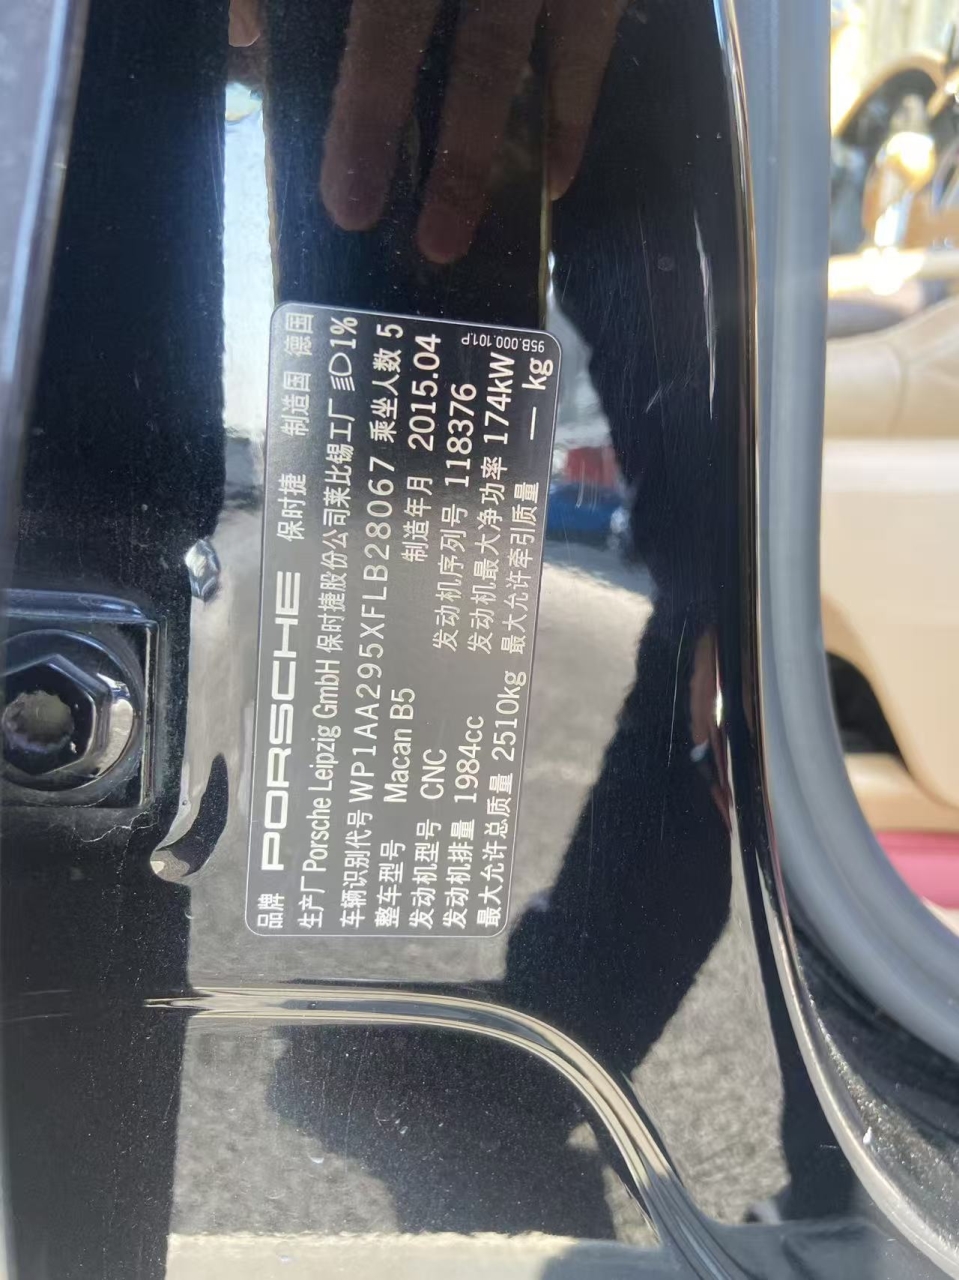 品牌 PORSCHE 保时捷 制造国 德国
生产厂 Porsche Leipzig GmbH 保时捷股份公司莱比锡工厂 1%
车辆识别代号 WP1AA295XFLB28067 乘坐人数 5
整车型号 Macan B5 制造年月 2015.04
发动机型号 CNC 发动机序列号 118376
发动机排量 1984cc 发动机最大净功率 174kW
最大允许总质量 2510kg 最大允许牵引质量 — kg
95B.000.101.P